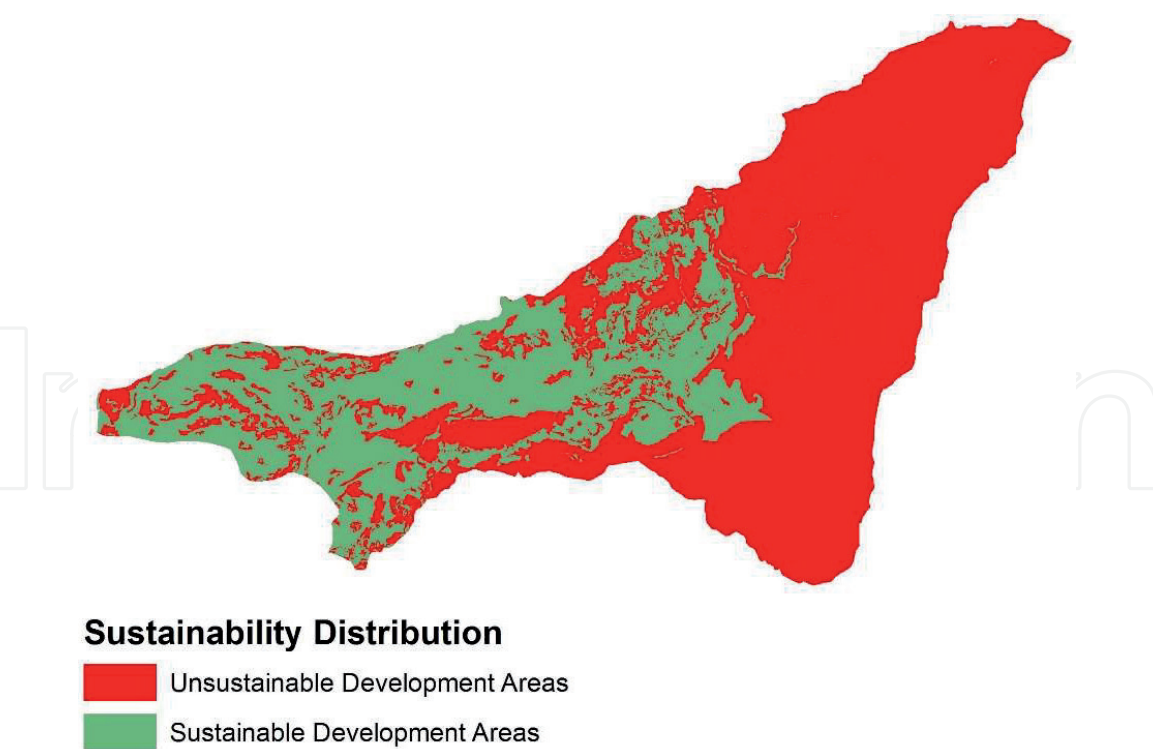 Sustainability Distribution
Unsustainable Development Areas
Sustainable Development Areas